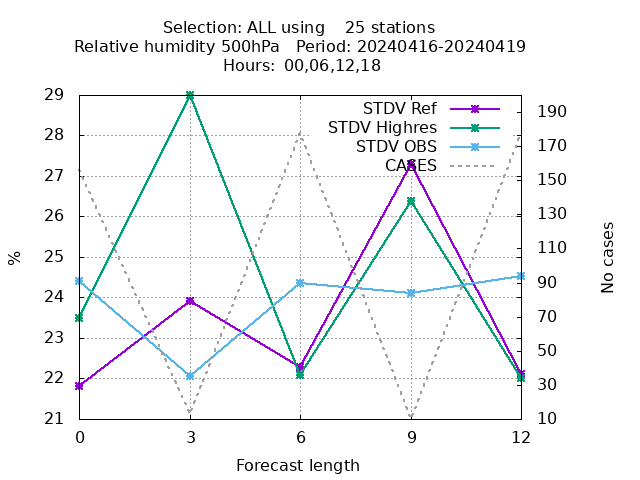 Selection: ALL using    25 stations
Relative humidity 500hPa   Period: 20240416-20240419
Hours: 00,06,12,18
STDV Ref
STDV Highres
STDV OBS
CASES
29
28
27
26
25
24
23
22
21
%
190
170
150
130
110
90
70
50
30
10
No cases
0 3 6 9 12
Forecast length